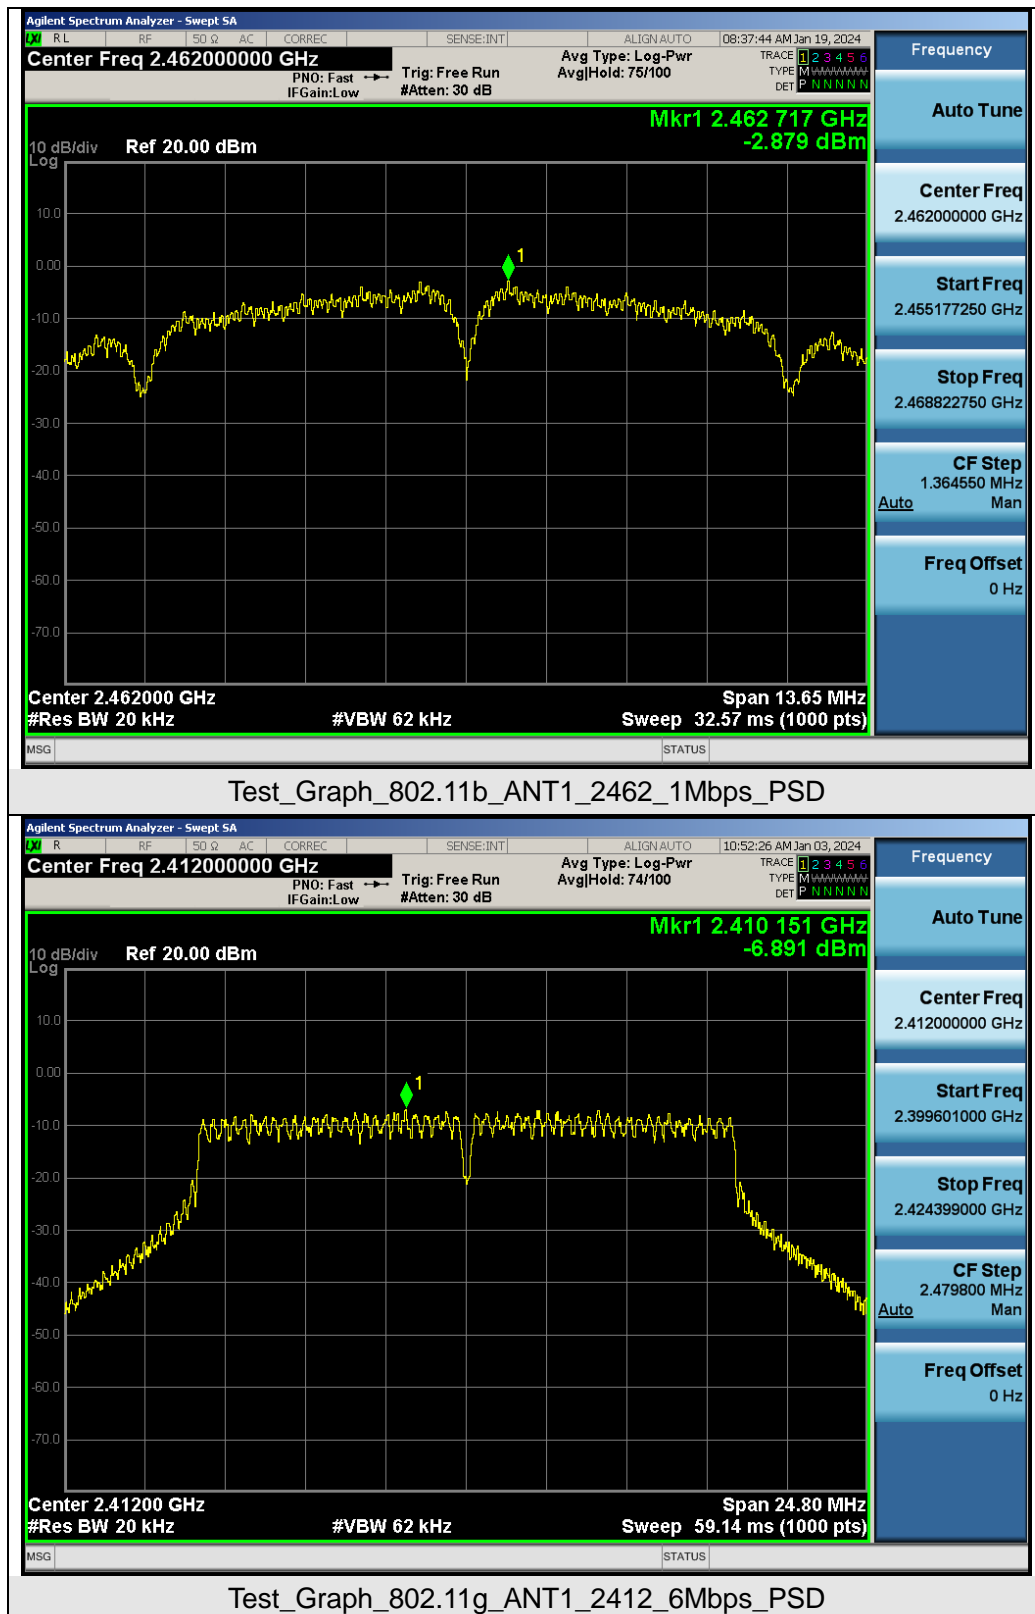 Agilent Spectrum Analyzer - Swept SA
LXI RL RF 50 Ω AC CORREC SENSE:INT ALIGN AUTO 08:37:44 AM Jan 19, 2024
Center Freq 2.462000000 GHz
PNO: Fast
IFGain:Low
Trig: Free Run
#Atten: 30 dB
Avg Type: Log-Pwr
Avg|Hold: 75/100
TRACE 1 2 3 4 5 6
TYPE M
DET P N N N N N
Mkr1 2.462 717 GHz
-2.879 dBm
10 dB/div Ref 20.00 dBm
Log
10.0
0.00
-10.0
-20.0
-30.0
-40.0
-50.0
-60.0
-70.0
1
Center 2.462000 GHz Span 13.65 MHz
#Res BW 20 kHz #VBW 62 kHz Sweep 32.57 ms (1000 pts)
MSG STATUS
Frequency
Auto Tune
Center Freq
2.462000000 GHz
Start Freq
2.455177250 GHz
Stop Freq
2.468822750 GHz
CF Step
1.364550 MHz
Auto Man
Freq Offset
0 Hz
Test_Graph_802.11b_ANT1_2462_1Mbps_PSD
Agilent Spectrum Analyzer - Swept SA
LXI R RF 50 Ω AC CORREC SENSE:INT ALIGN AUTO 10:52:26 AM Jan 03, 2024
Center Freq 2.412000000 GHz
PNO: Fast
IFGain:Low
Trig: Free Run
#Atten: 30 dB
Avg Type: Log-Pwr
Avg|Hold: 74/100
TRACE 1 2 3 4 5 6
TYPE M
DET P N N N N N
Mkr1 2.410 151 GHz
-6.891 dBm
10 dB/div Ref 20.00 dBm
Log
10.0
0.00
-10.0
-20.0
-30.0
-40.0
-50.0
-60.0
-70.0
1
Center 2.41200 GHz Span 24.80 MHz
#Res BW 20 kHz #VBW 62 kHz Sweep 59.14 ms (1000 pts)
MSG STATUS
Frequency
Auto Tune
Center Freq
2.412000000 GHz
Start Freq
2.399601000 GHz
Stop Freq
2.424399000 GHz
CF Step
2.479800 MHz
Auto Man
Freq Offset
0 Hz
Test_Graph_802.11g_ANT1_2412_6Mbps_PSD